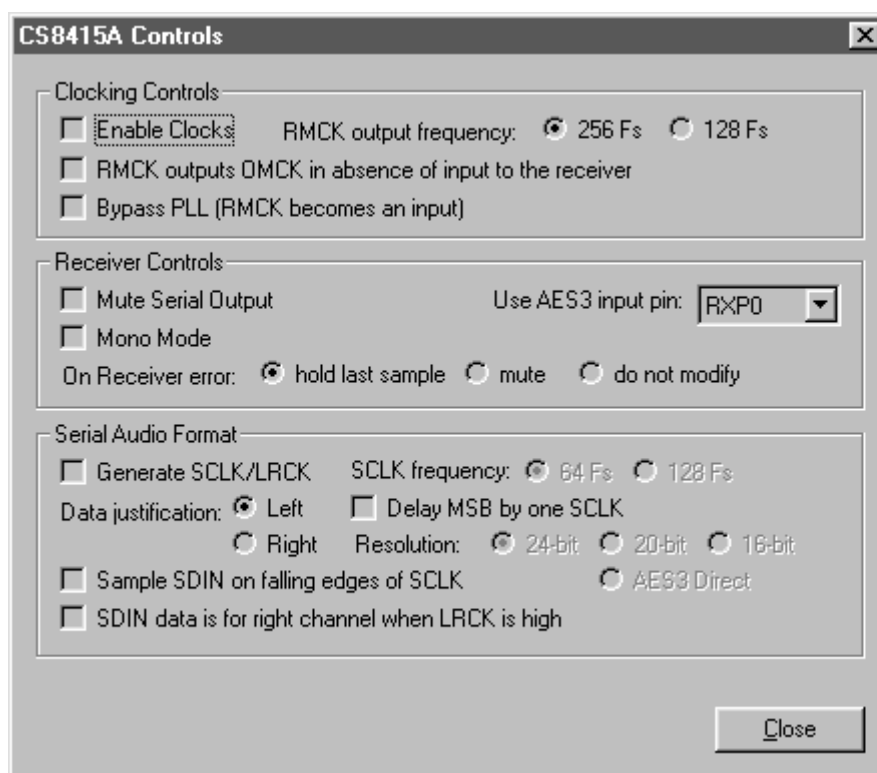 CS8415A Controls
Clocking Controls
Enable Clocks RMCK output frequency: 256 Fs 128 Fs
RMCK outputs OMCK in absence of input to the receiver
Bypass PLL (RMCK becomes an input)
Receiver Controls
Mute Serial Output Use AES3 input pin: RXP0
Mono Mode
On Receiver error: hold last sample mute do not modify
Serial Audio Format
Generate SCLK/LRCK SCLK frequency: 64 Fs 128 Fs
Data justification: Left Delay MSB by one SCLK
Right Resolution: 24-bit 20-bit 16-bit
Sample SDIN on falling edges of SCLK AES3 Direct
SDIN data is for right channel when LRCK is high
Close